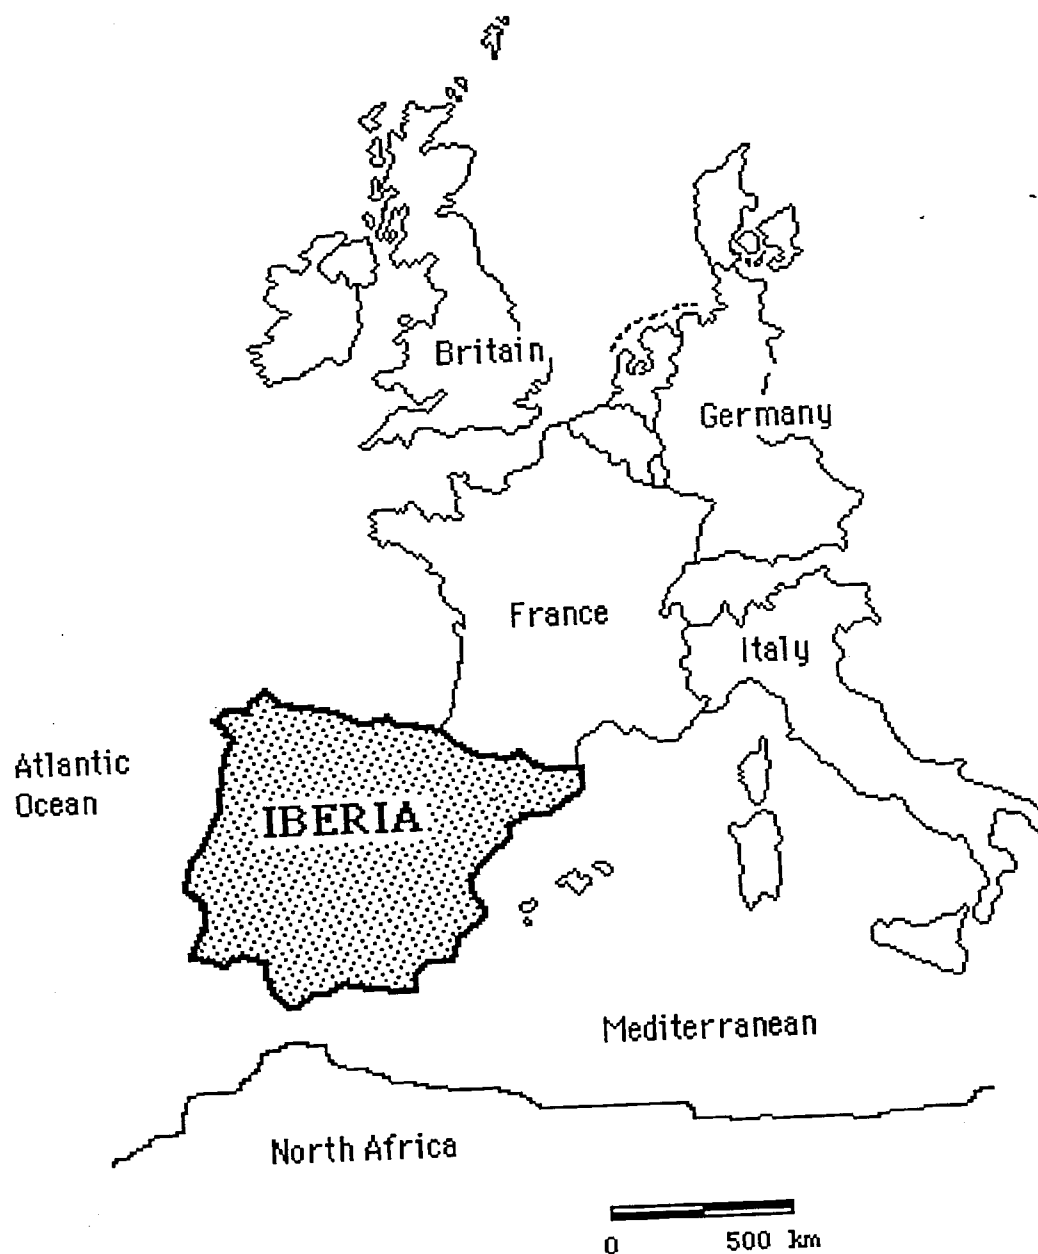 Britain
Germany
France
Italy
Atlantic
Ocean
IBERIA
Mediterranean
North Africa
0 500 km